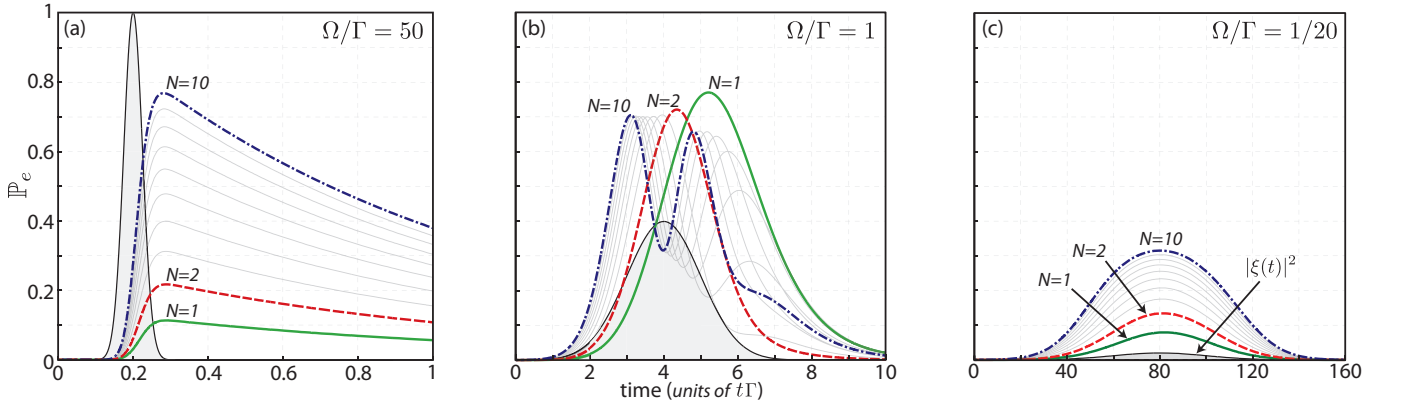 (a)
Ω/Γ = 50
N=10
N=2
N=1
ℙe
1
0.8
0.6
0.4
0.2
0
0 0.2 0.4 0.6 0.8 1
(b)
Ω/Γ = 1
N=10
N=2
N=1
0 2 4 6 8 10
time (units of tΓ)
(c)
Ω/Γ = 1/20
N=10
N=2
N=1
|ξ(t)|²
0 40 80 120 160